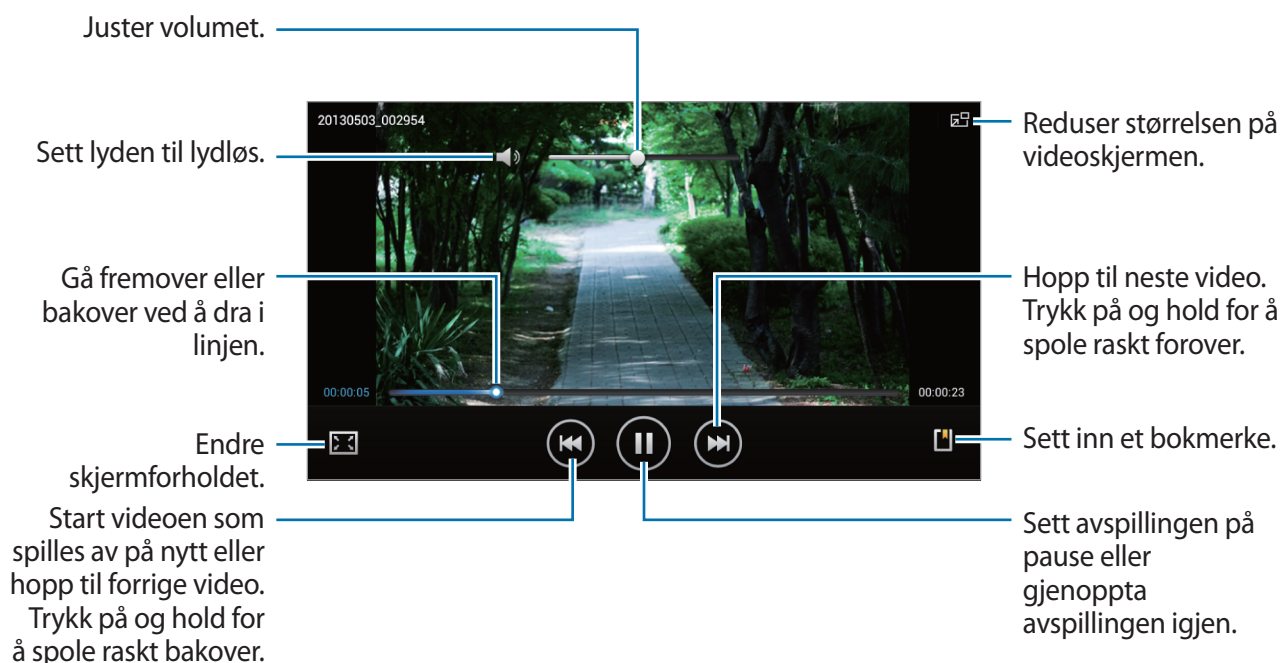 Juster volumet.
20130503_002954
Sett lyden til lydløs.
Reduser størrelsen på
videoskjermen.
Gå fremover eller
bakover ved å dra i
linjen.
Hopp til neste video.
Trykk på og hold for å
spole raskt forover.
00:00:05
00:00:23
Endre
skjermforholdet.
Sett inn et bokmerke.
Start videoen som
spilles av på nytt eller
hopp til forrige video.
Trykk på og hold for
å spole raskt bakover.
Sett avspillingen på
pause eller
gjenoppta
avspillingen igjen.